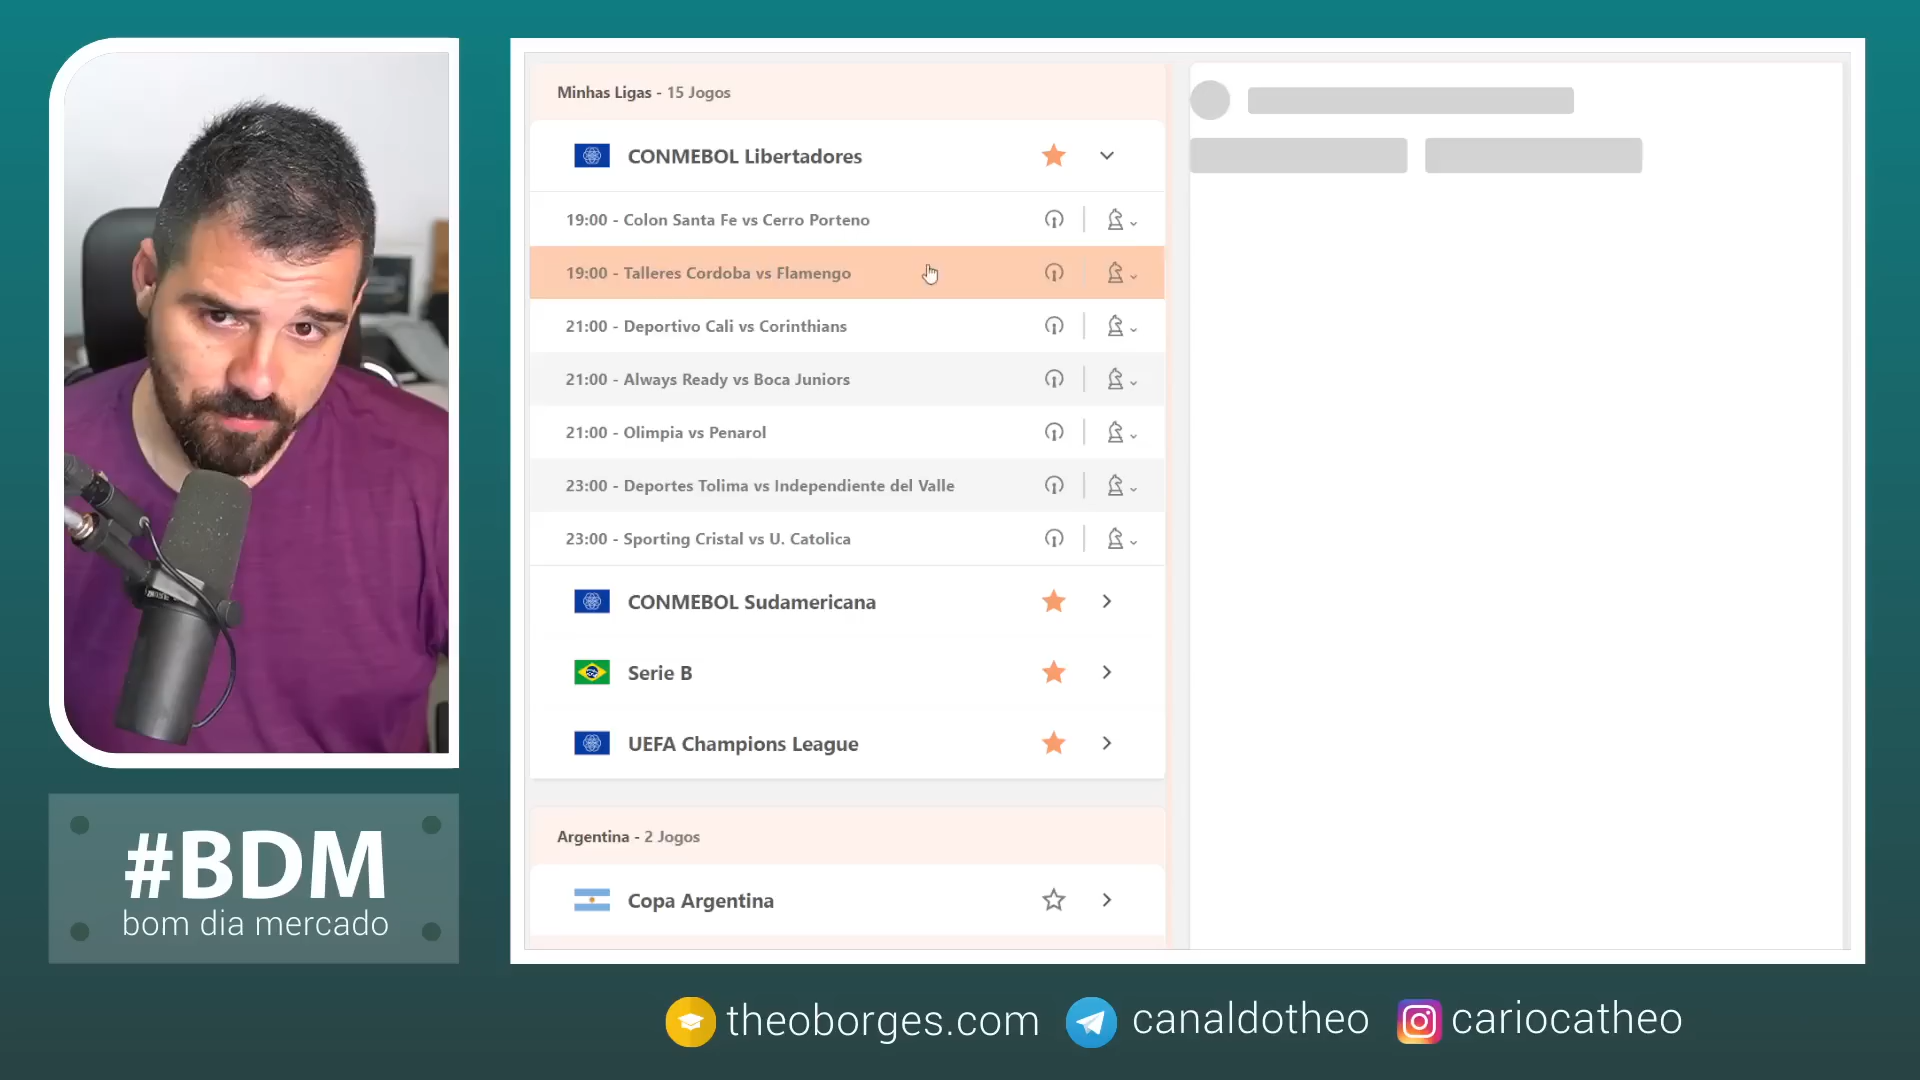 Minhas Ligas - 15 Jogos
CONMEBOL Libertadores
19:00 - Colon Santa Fe vs Cerro Porteno
19:00 - Talleres Cordoba vs Flamengo
21:00 - Deportivo Cali vs Corinthians
21:00 - Always Ready vs Boca Juniors
21:00 - Olimpia vs Penarol
23:00 - Deportes Tolima vs Independiente del Valle
23:00 - Sporting Cristal vs U. Catolica
CONMEBOL Sudamericana
Serie B
UEFA Champions League
Argentina - 2 Jogos
Copa Argentina
#BDM
bom dia mercado
theoborges.com
canaldotheo
cariocatheo